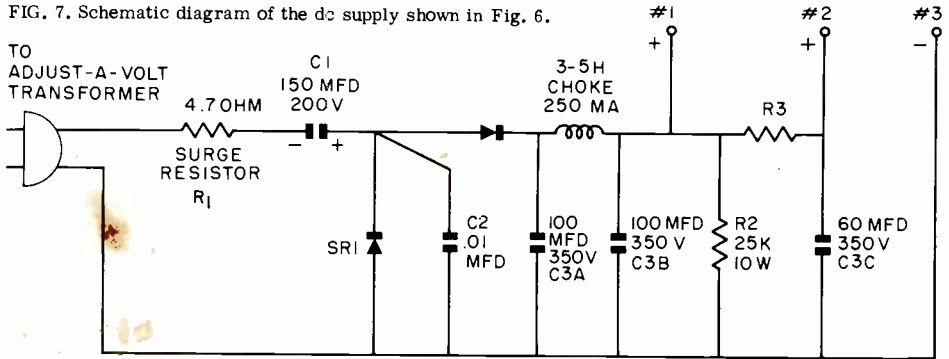 FIG. 7. Schematic diagram of the dc supply shown in Fig. 6.
#1
#2
#3
+
+
-
TO
ADJUST-A-VOLT
TRANSFORMER
4.7 OHM
SURGE
RESISTOR
R1
C1
150 MFD
200V
- +
3-5H
CHOKE
250 MA
R3
SR1
C2
.01
MFD
100
MFD
350V
C3A
100 MFD
350 V
C3B
R2
25K
10W
60 MFD
350V
C3C